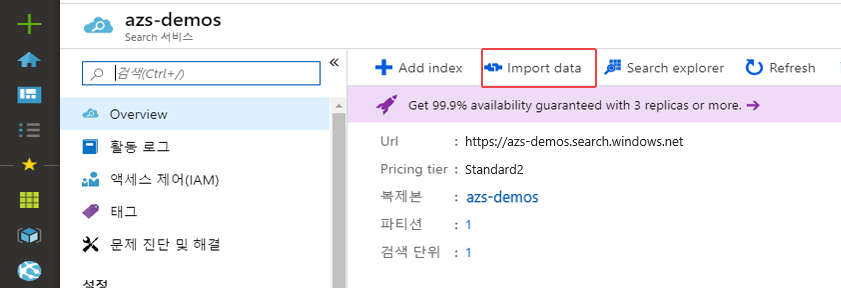 azs-demos
Search 서비스
검색(Ctrl+/)
«
Overview
활동 로그
액세스 제어(IAM)
태그
문제 진단 및 해결
설정
Add index
Import data
Search explorer
Refresh
Get 99.9% availability guaranteed with 3 replicas or more. →
Url : https://azs-demos.search.windows.net
Pricing tier : Standard2
복제본 : azs-demos
파티션 : 1
검색 단위 : 1